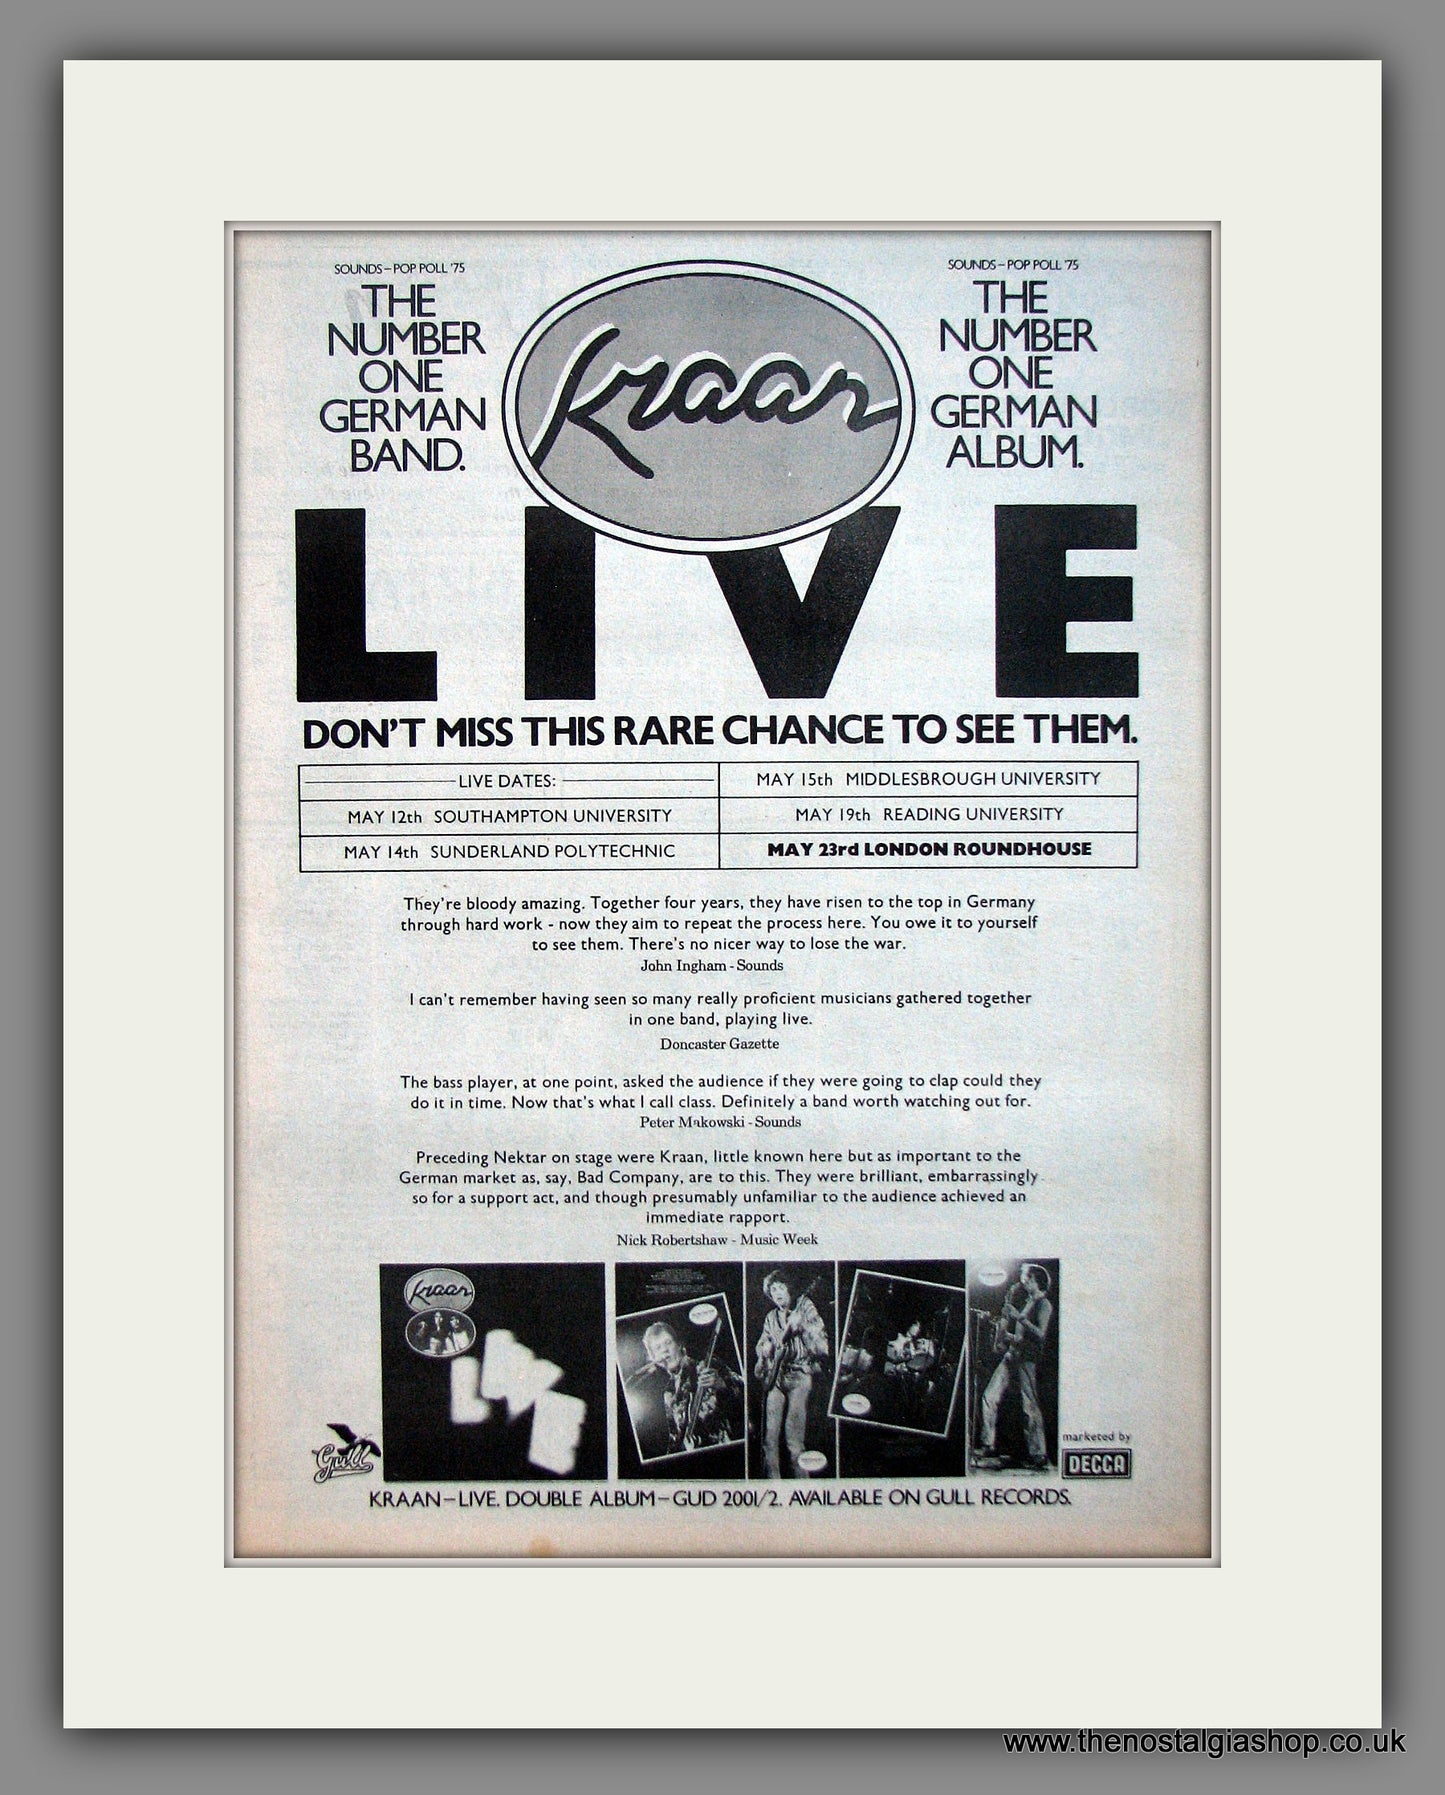 SOUNDS–POP POLL '75
THE
NUMBER
ONE
GERMAN
BAND.
kraan
SOUNDS–POP POLL '75
THE
NUMBER
ONE
GERMAN
ALBUM.
LIVE
DON'T MISS THIS RARE CHANCE TO SEE THEM.
LIVE DATES:
MAY 12th SOUTHAMPTON UNIVERSITY
MAY 14th SUNDERLAND POLYTECHNIC
MAY 15th MIDDLESBROUGH UNIVERSITY
MAY 19th READING UNIVERSITY
MAY 23rd LONDON ROUNDHOUSE
They're bloody amazing. Together four years, they have risen to the top in Germany
through hard work - now they aim to repeat the process here. You owe it to yourself
to see them. There's no nicer way to lose the war.
John Ingham - Sounds
I can't remember having seen so many really proficient musicians gathered together
in one band, playing live.
Doncaster Gazette
The bass player, at one point, asked the audience if they were going to clap could they
do it in time. Now that's what I call class. Definitely a band worth watching out for.
Peter Makowski - Sounds
Preceding Nektar on stage were Kraan, little known here but as important to the
German market as, say, Bad Company, are to this. They were brilliant, embarrassingly
so for a support act, and though presumably unfamiliar to the audience achieved an
immediate rapport.
Nick Robertshaw - Music Week
kraan
Gull
marketed by
DECCA
KRAAN–LIVE. DOUBLE ALBUM–GUD 2001/2. AVAILABLE ON GULL RECORDS.
www.thenostalgiashop.co.uk